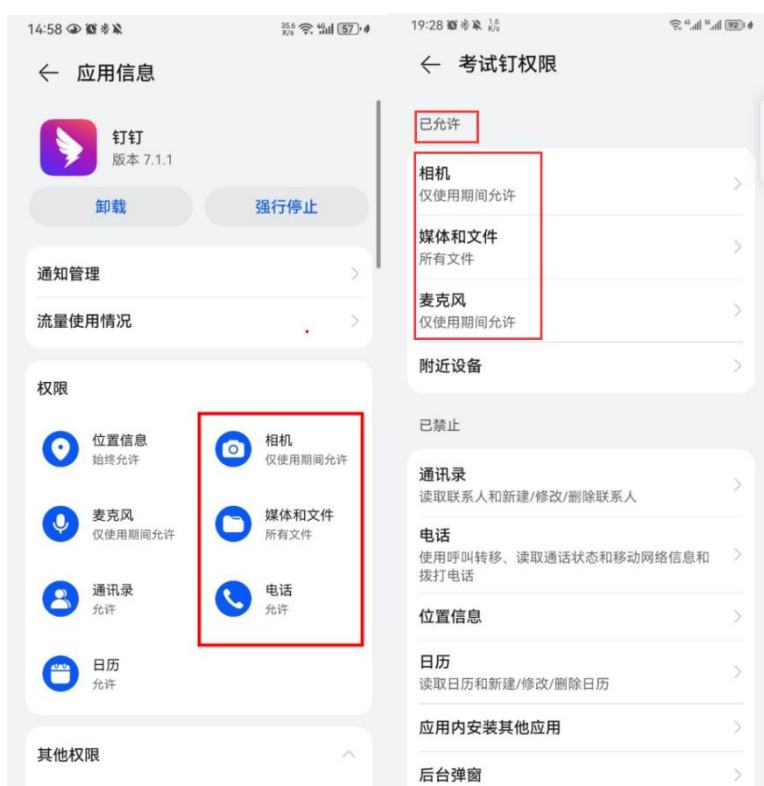 14:58
35.6
K/s
4G
57
应用信息
钉钉
版本 7.1.1
卸载
强行停止
通知管理
流量使用情况
权限
位置信息
始终允许
相机
仅使用期间允许
麦克风
仅使用期间允许
媒体和文件
所有文件
通讯录
允许
电话
允许
日历
允许
其他权限
19:28
1.6
K/s
92
考试钉权限
已允许
相机
仅使用期间允许
媒体和文件
所有文件
麦克风
仅使用期间允许
附近设备
已禁止
通讯录
读取联系人和新建/修改/删除联系人
电话
使用呼叫转移、读取通话状态和移动网络信息和
拨打电话
位置信息
日历
读取日历和新建/修改/删除日历
应用内安装其他应用
后台弹窗